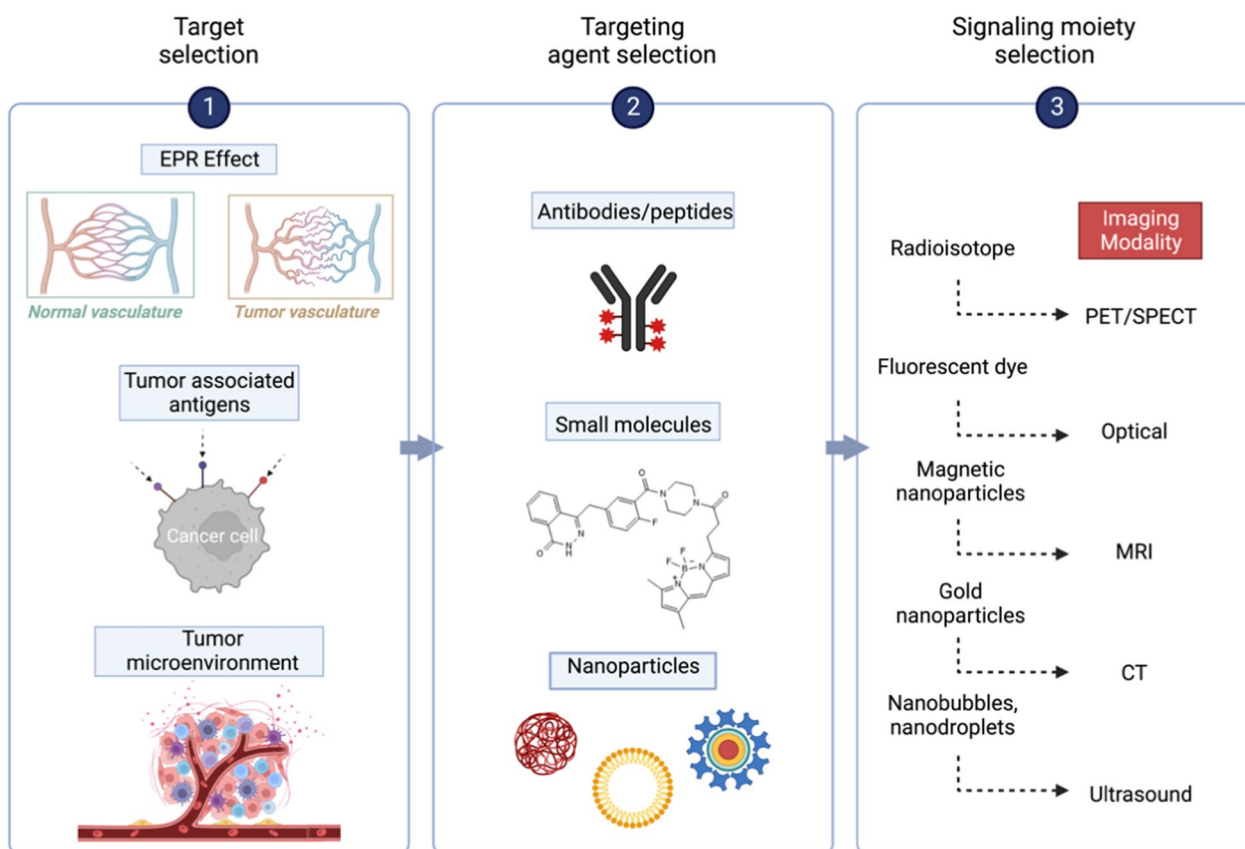 Target
selection
Targeting
agent selection
Signaling moiety
selection
1
2
3
EPR Effect
Normal vasculature
Tumor vasculature
Tumor associated
antigens
Cancer cell
Tumor
microenvironment
Antibodies/peptides
Small molecules
O
N
N
O
F
N
NH
O
F
F
B
−
N
N
+
Nanoparticles
Imaging
Modality
Radioisotope
PET/SPECT
Fluorescent dye
Optical
Magnetic
nanoparticles
MRI
Gold
nanoparticles
CT
Nanobubbles,
nanodroplets
Ultrasound